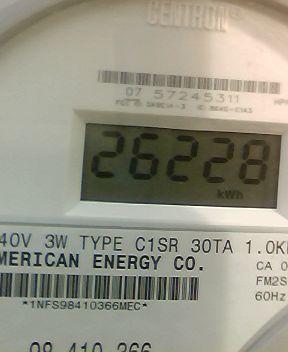 CENTRON®
07 57245311
26228
kWh
40V 3W TYPE C1SR 30TA 1.0K
MERICAN ENERGY CO.
CA 0
FM2S
*1NFS98410366MEC*
60Hz
98 410 366